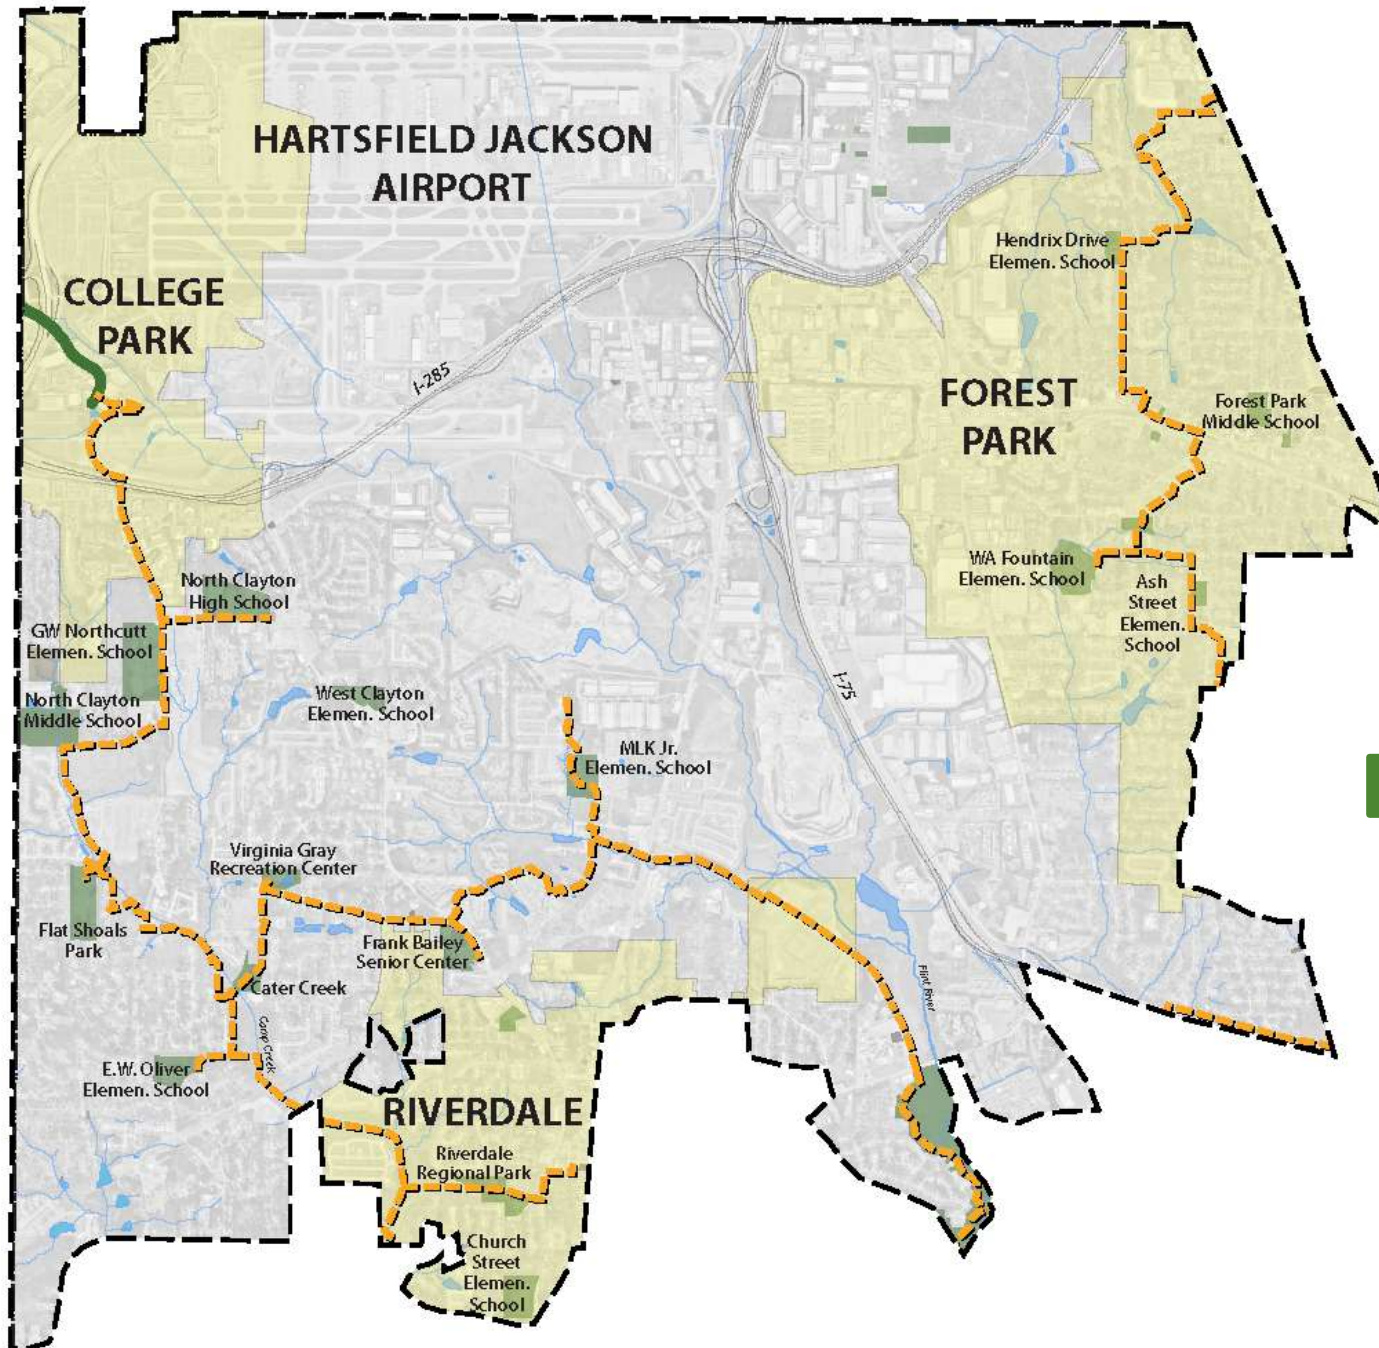 HARTSFIELD JACKSON
AIRPORT
Hendrix Drive
Elemen. School
COLLEGE
PARK
I-285
FOREST
PARK
Forest Park
Middle School
WA Fountain
Elemen. School
Ash
Street
Elemen.
School
North Clayton
High School
GW Northcutt
Elemen. School
North Clayton
Middle School
West Clayton
Elemen. School
I-75
MLK Jr.
Elemen. School
Virginia Gray
Recreation Center
Flat Shoals
Park
Frank Bailey
Senior Center
Cater Creek
Flint River
Camp Creek
E.W. Oliver
Elemen. School
RIVERDALE
Riverdale
Regional Park
Church
Street
Elemen.
School